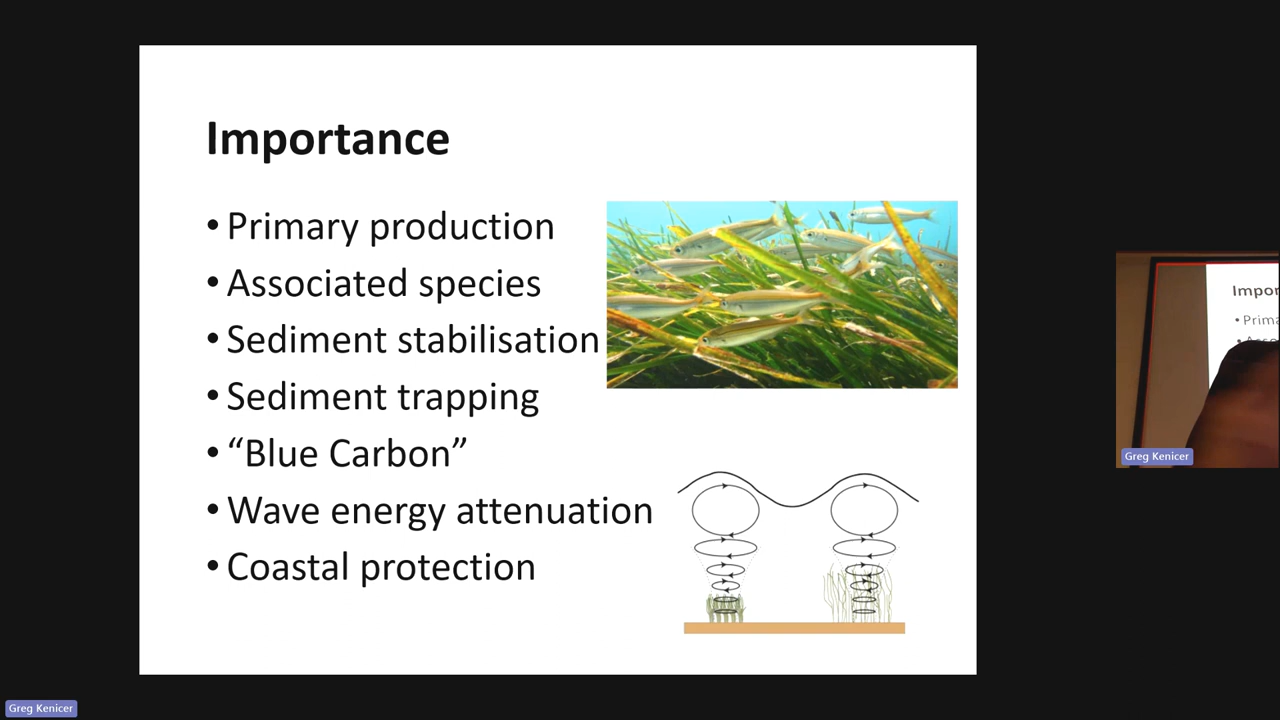 Importance
• Primary production
• Associated species
• Sediment stabilisation
• Sediment trapping
• “Blue Carbon”
• Wave energy attenuation
• Coastal protection
Impor
• Prima
Greg Kenicer
Greg Kenicer